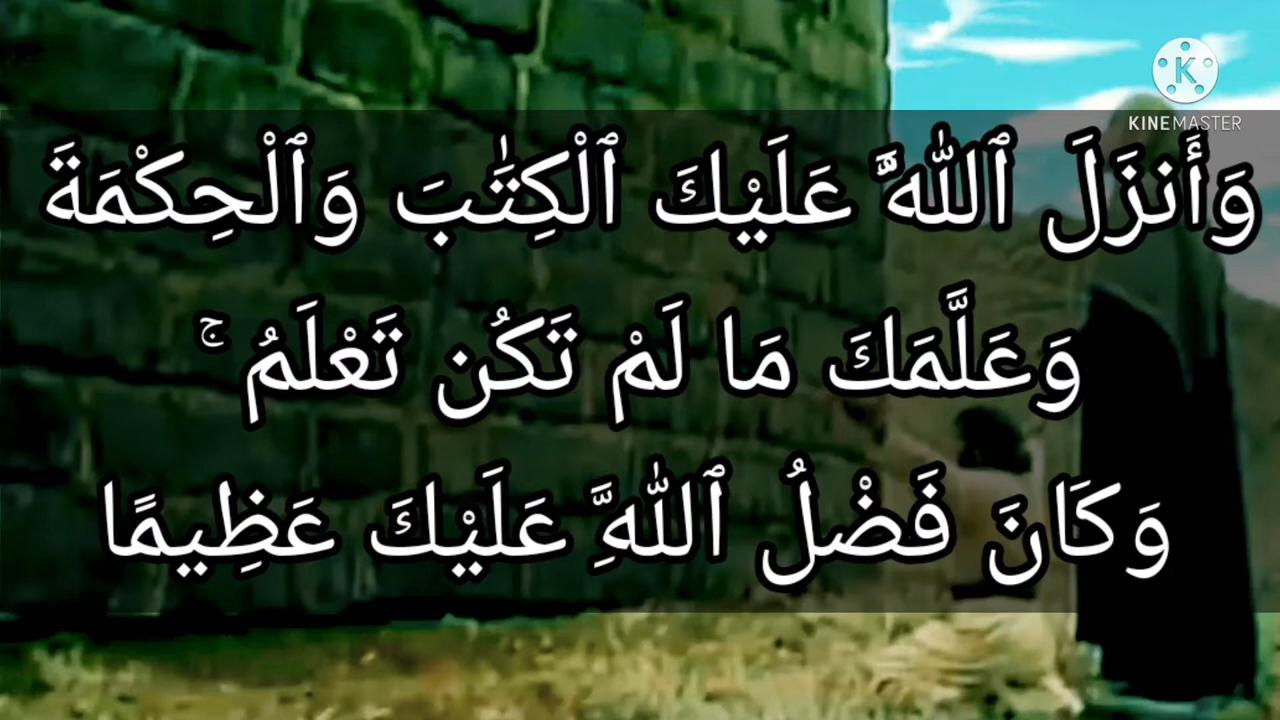 KINEMASTER
وَأَنزَلَ ٱللَّهُ عَلَيْكَ ٱلْكِتَٰبَ وَٱلْحِكْمَةَ
وَعَلَّمَكَ مَا لَمْ تَكُن تَعْلَمُ ۚ
وَكَانَ فَضْلُ ٱللَّهِ عَلَيْكَ عَظِيمًا